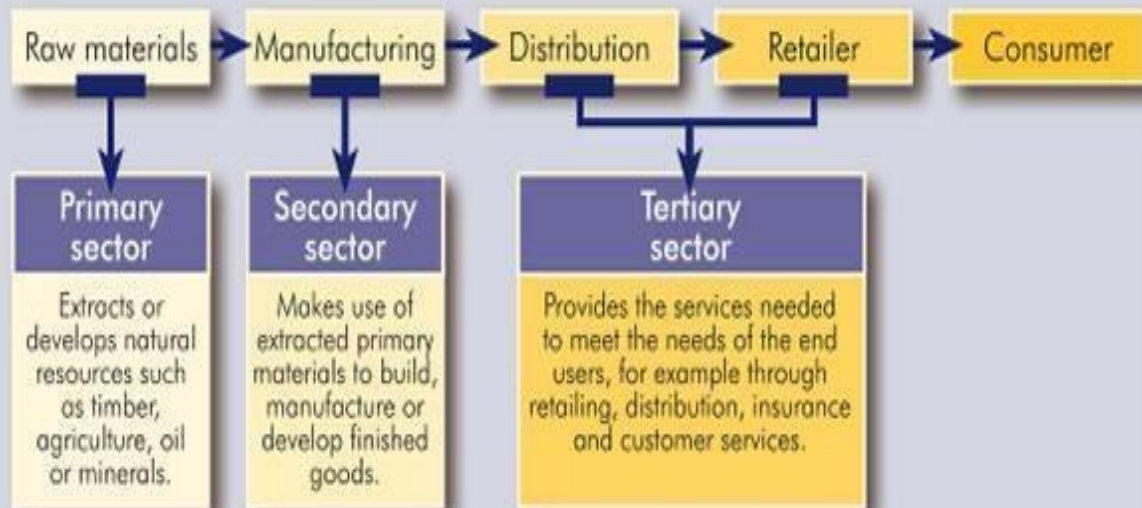 Raw materials
Manufacturing
Distribution
Retailer
Consumer
Primary
sector
Extracts or
develops natural
resources such
as timber,
agriculture, oil
or minerals.
Secondary
sector
Makes use of
extracted primary
materials to build,
manufacture or
develop finished
goods.
Tertiary
sector
Provides the services needed
to meet the needs of the end
users, for example through
retailing, distribution, insurance
and customer services.